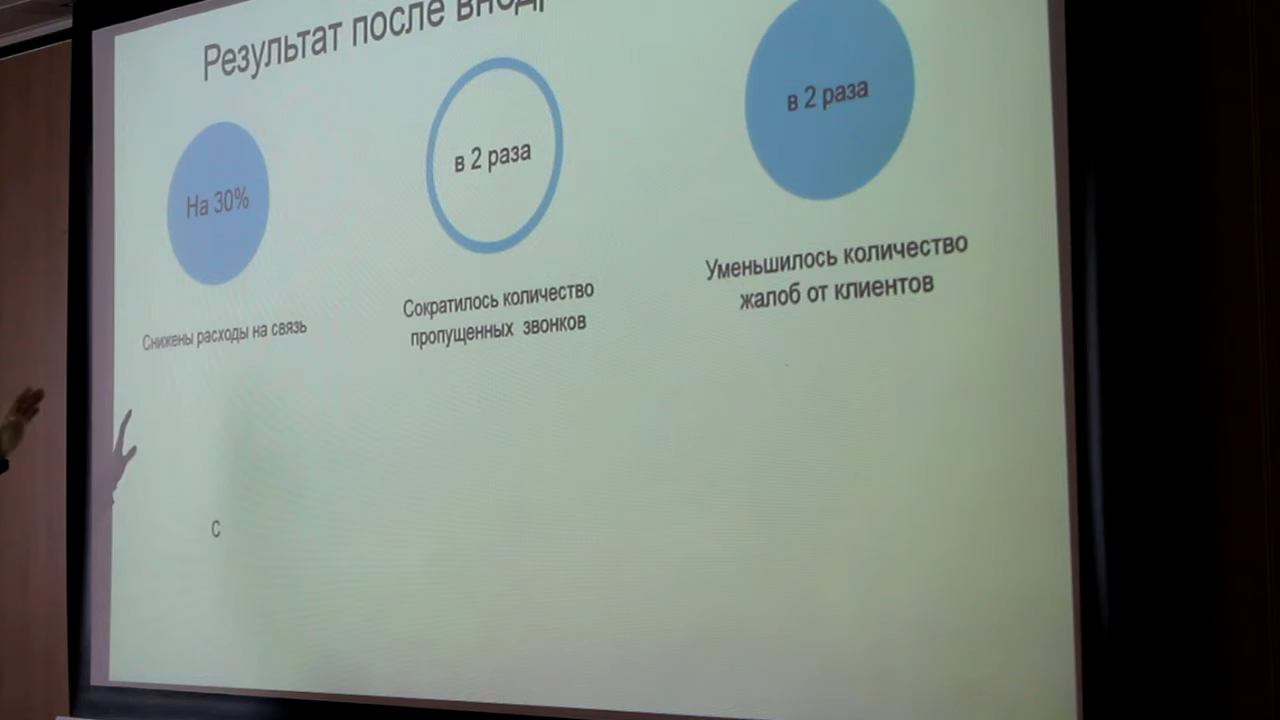 Результат после
На 30%
Снижены расходы на связь
в 2 раза
Сократилось количество
пропущенных звонков
в 2 раза
Уменьшилось количество
жалоб от клиентов
С